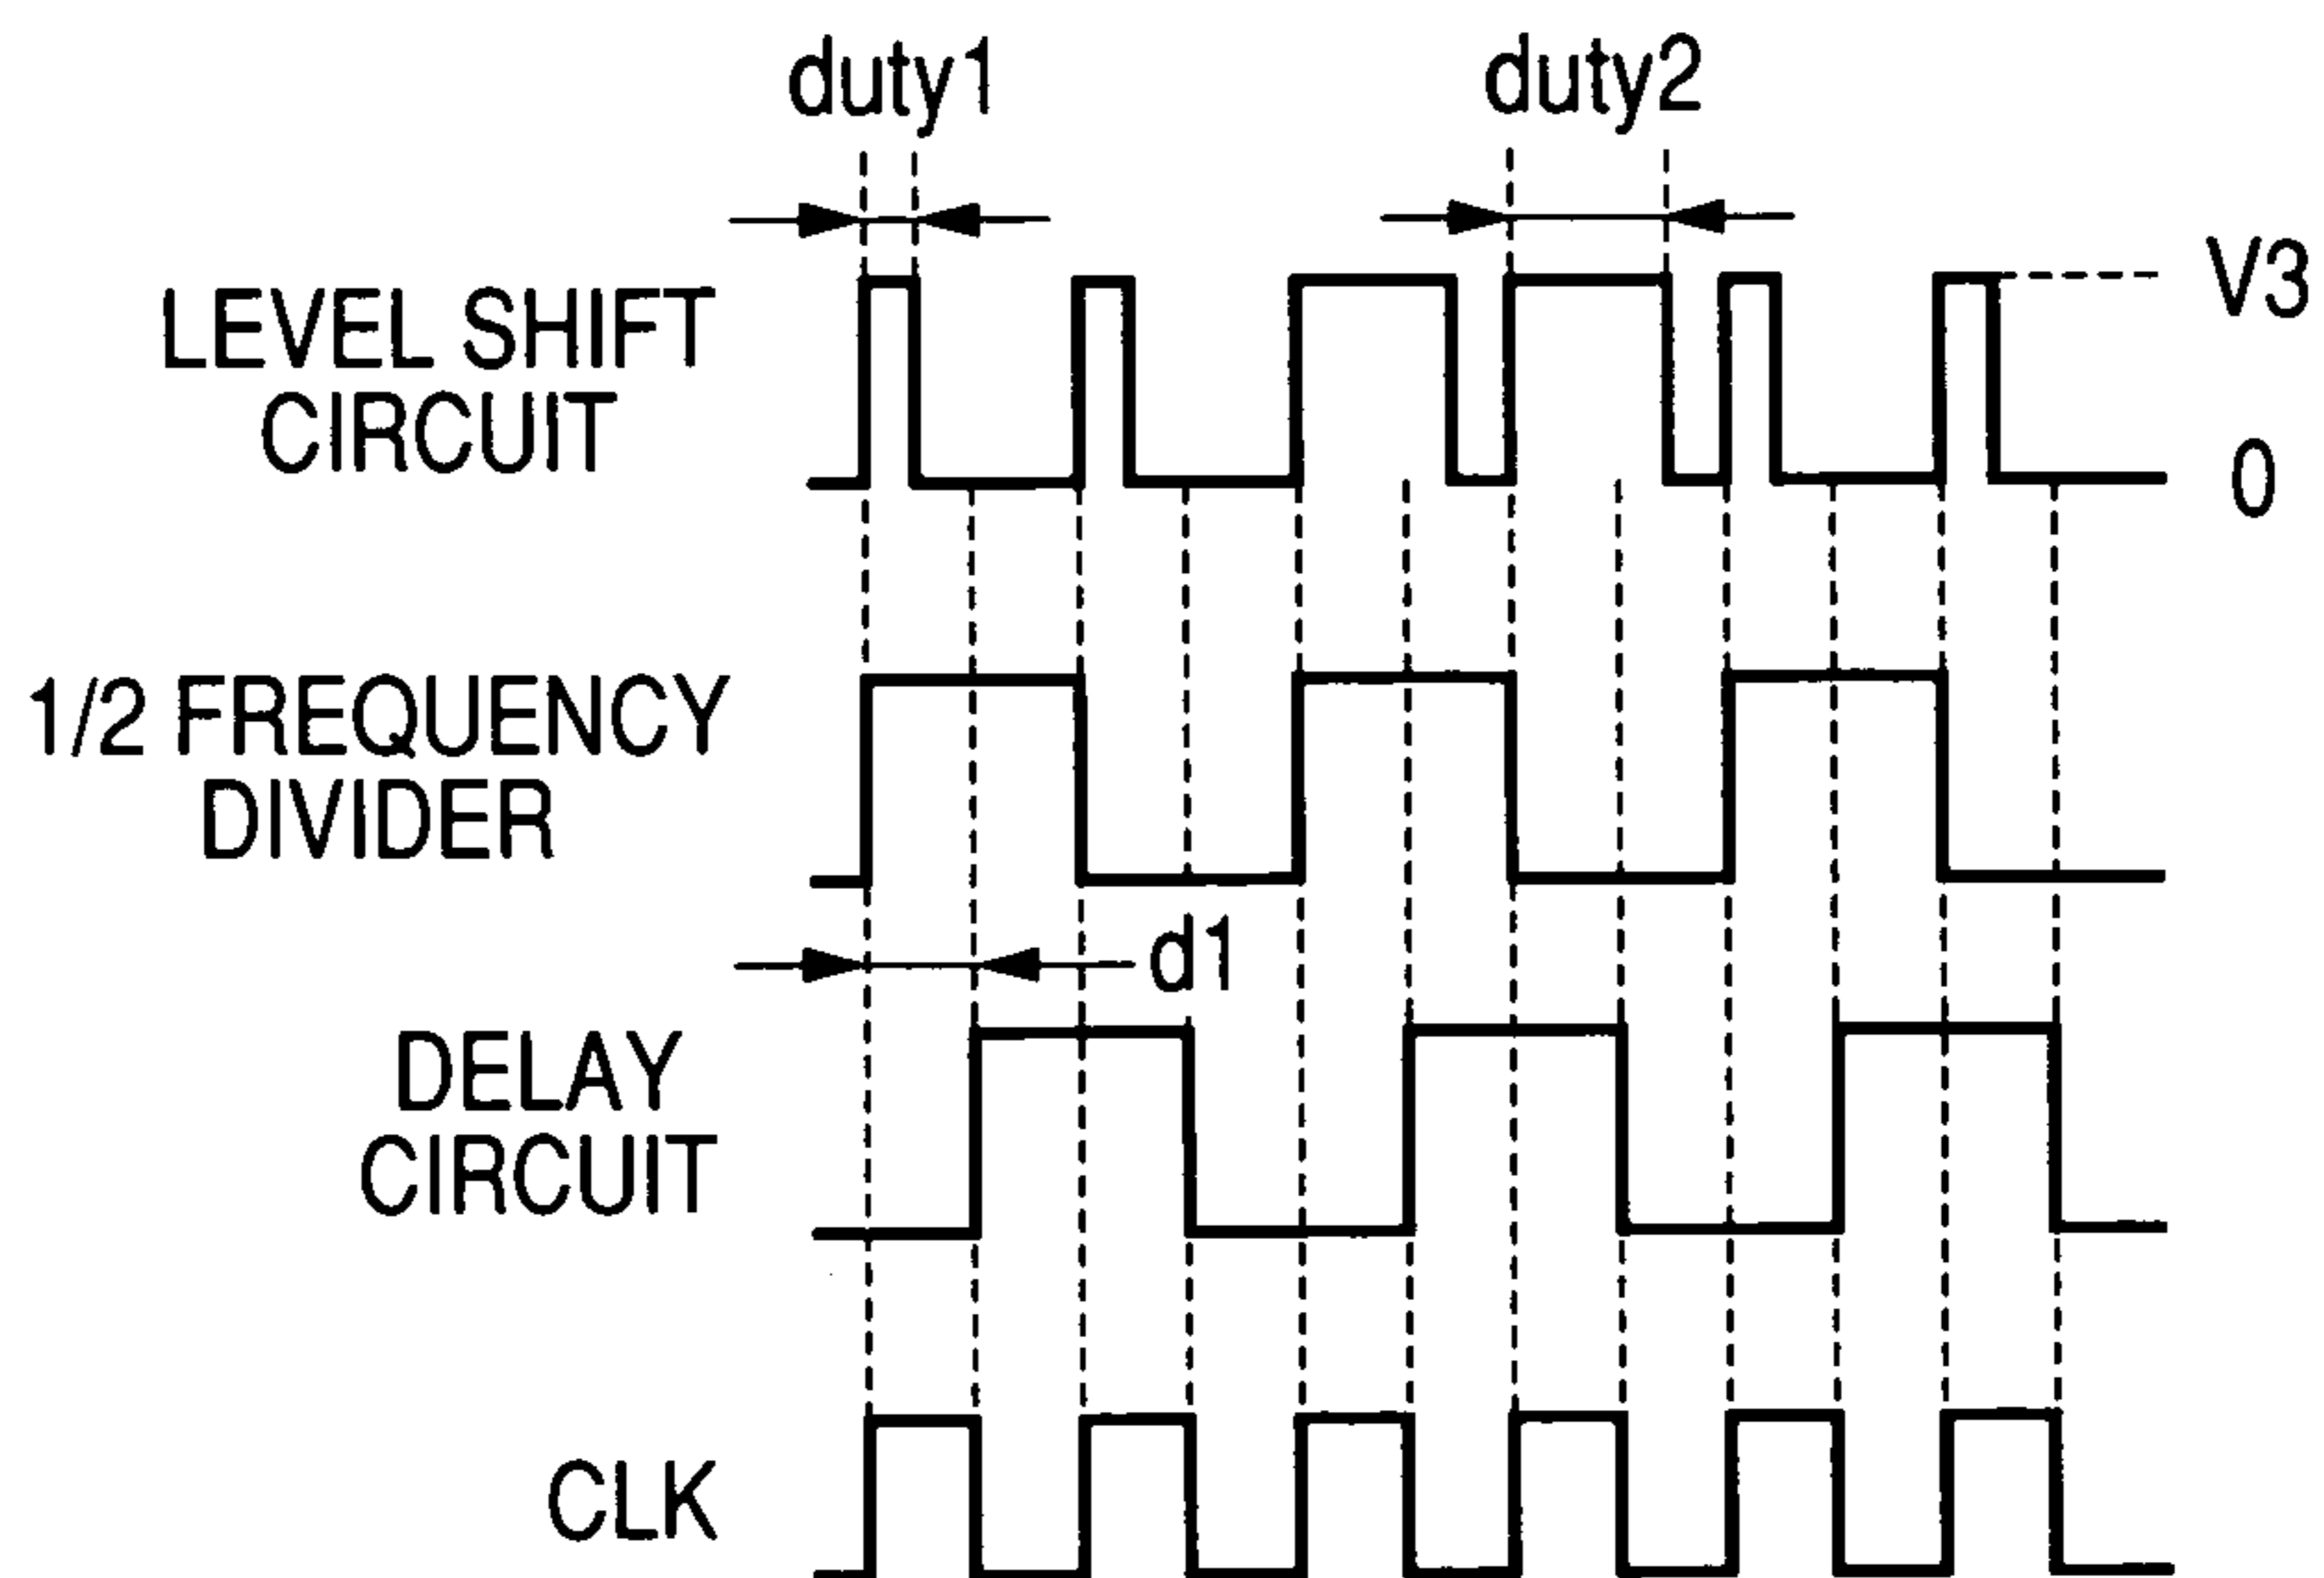 duty1 duty2
V3
LEVEL SHIFT
CIRCUIT
0
1/2 FREQUENCY
DIVIDER
d1
DELAY
CIRCUIT
CLK